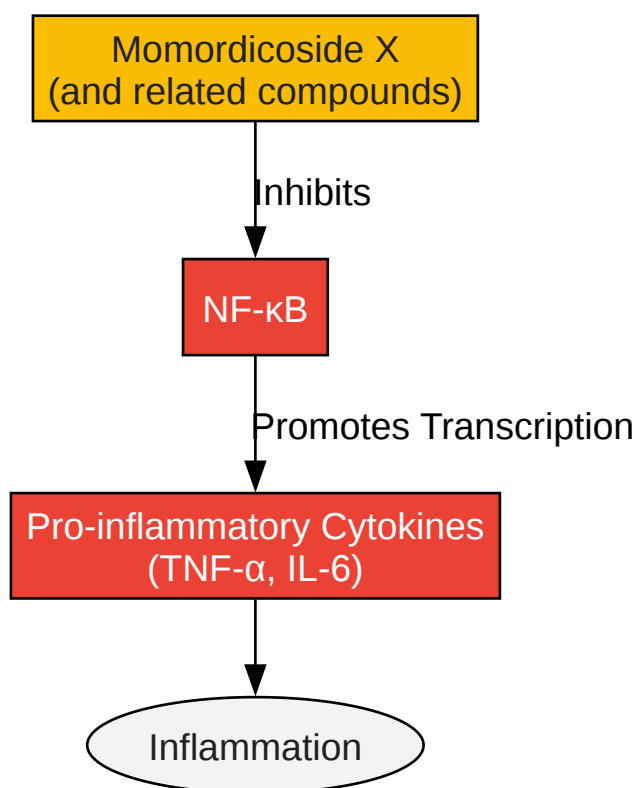 Momordicoside X
(and related compounds)
Inhibits
NF-κB
Promotes Transcription
Pro-inflammatory Cytokines
(TNF-α, IL-6)
Inflammation